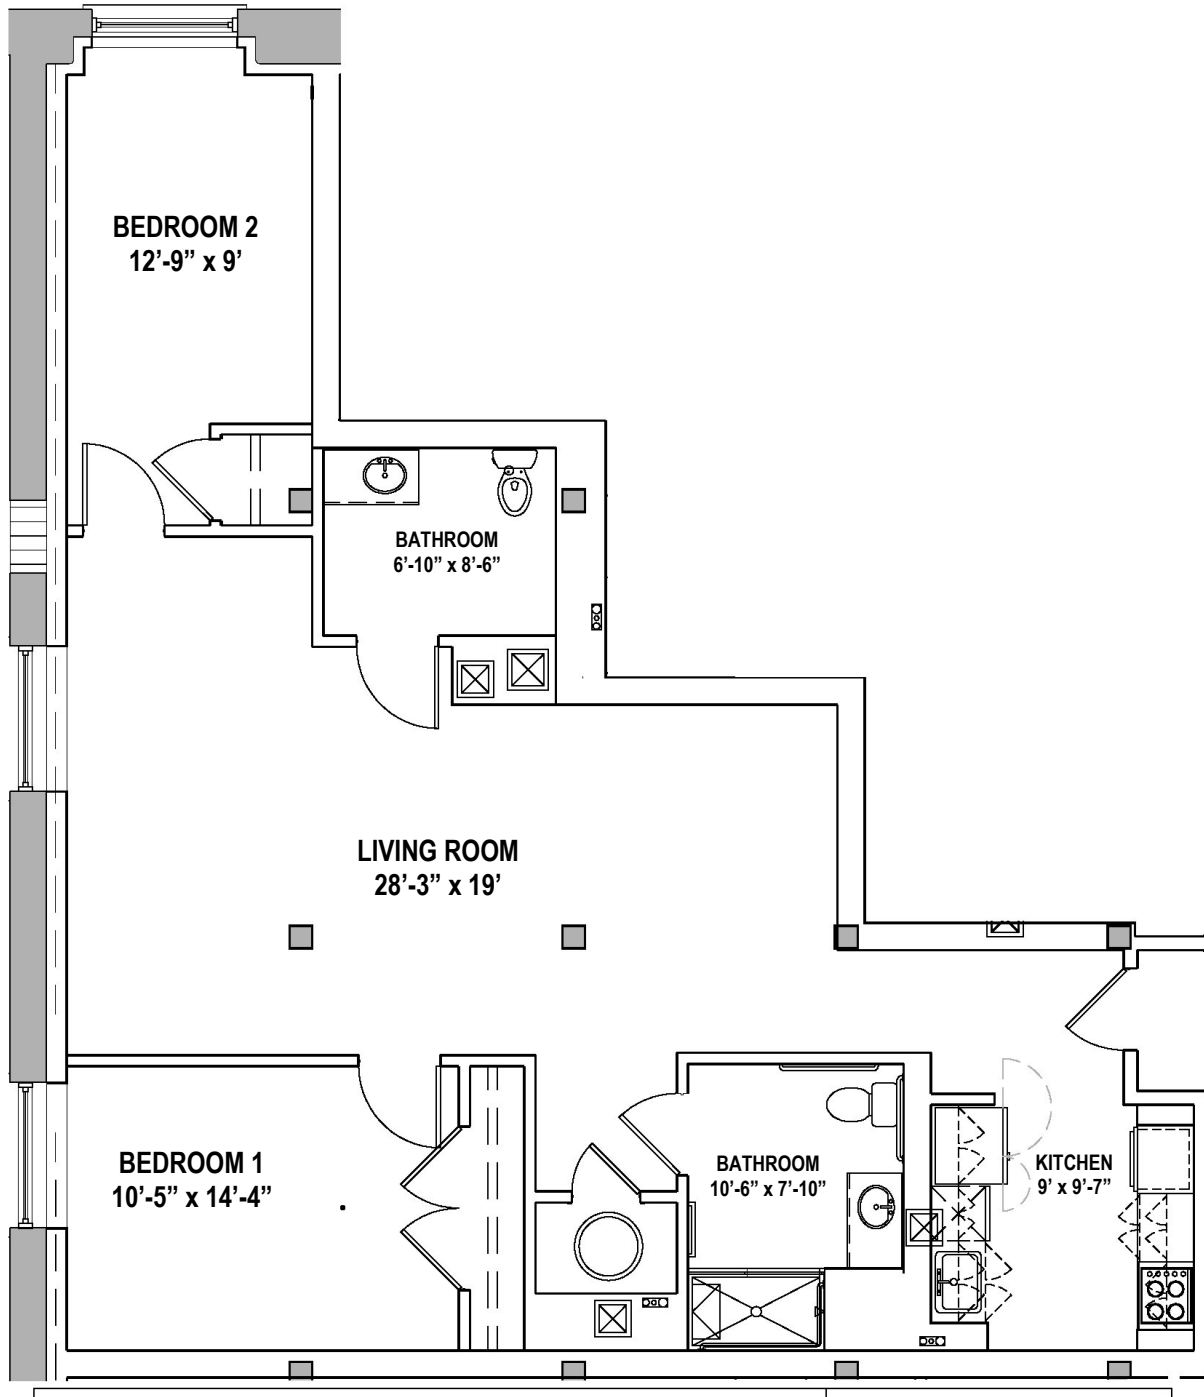 BEDROOM 2
12’-9” x 9’
BATHROOM
6’-10” x 8’-6”
LIVING ROOM
28’-3” x 19’
BEDROOM 1
10’-5” x 14’-4”
BATHROOM
10’-6” x 7’-10”
KITCHEN
9’ x 9’-7”